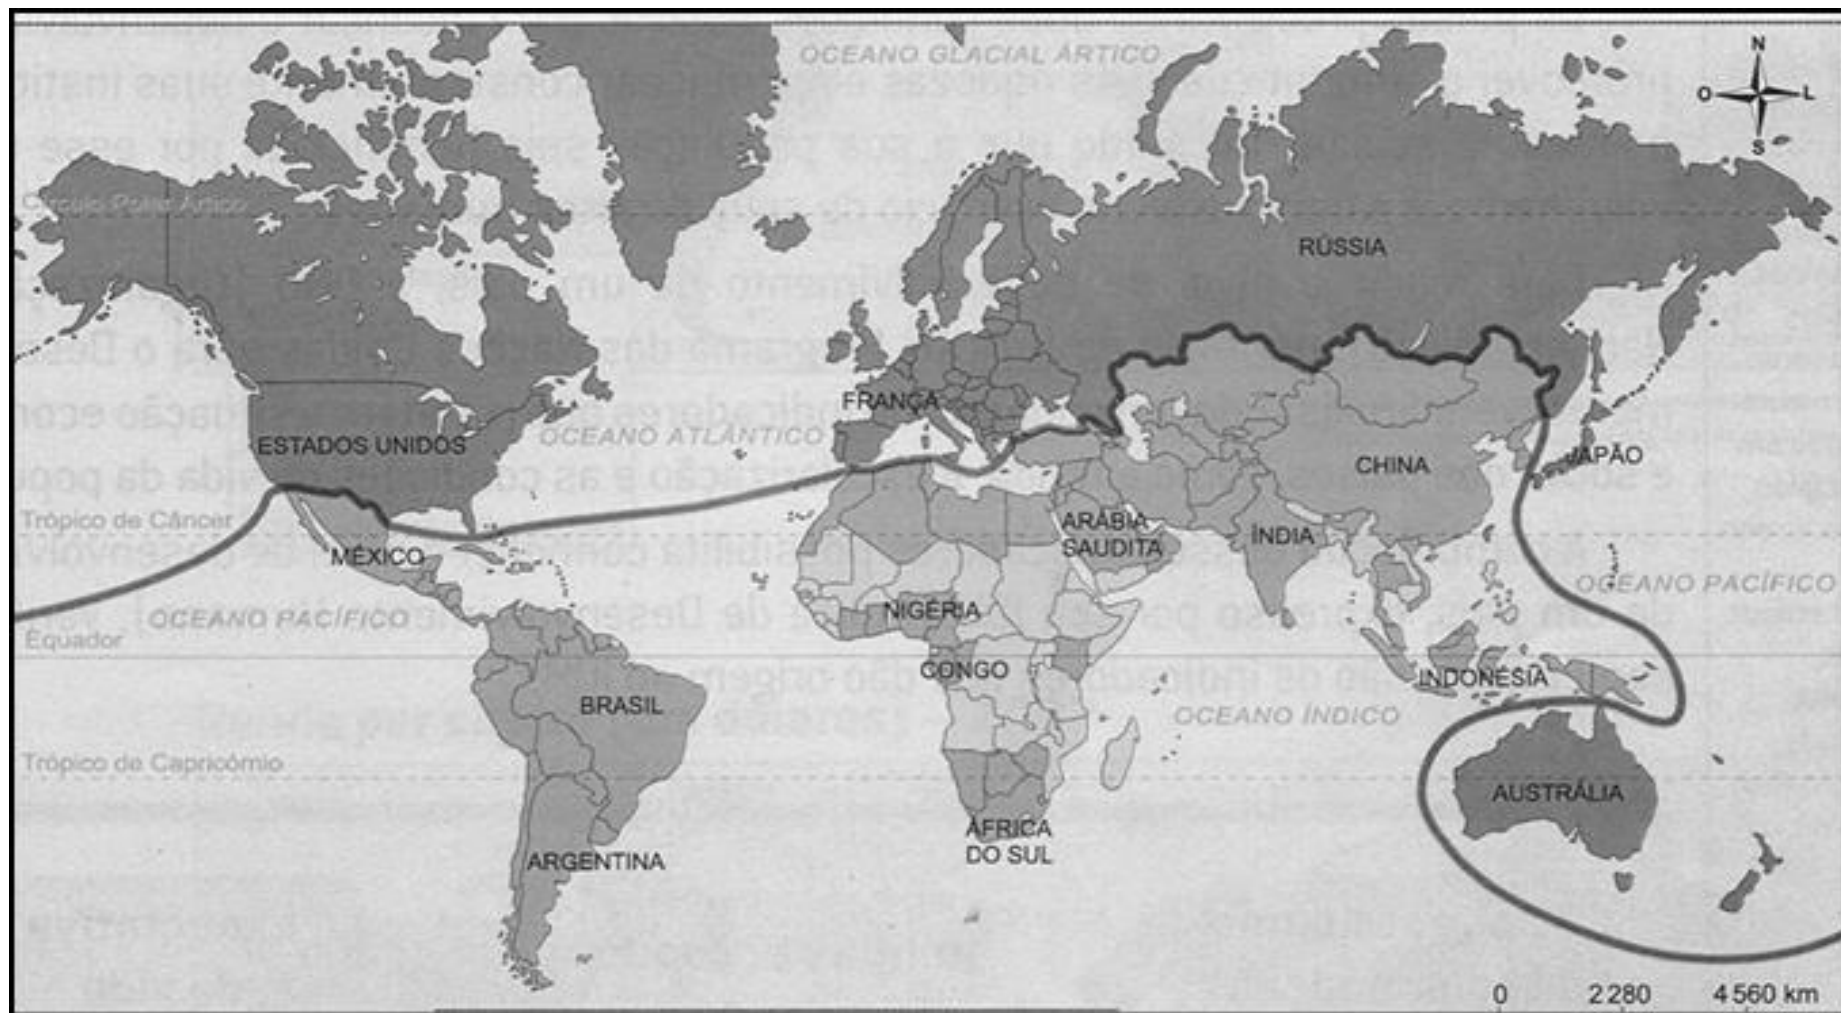 OCEANO GLACIAL ÁRTICO
N
O
L
S
Círculo Polar Ártico
RÚSSIA
FRANÇA
ESTADOS UNIDOS
OCEANO ATLÂNTICO
CHINA
JAPÃO
Trópico de Câncer
MÉXICO
ARÁBIA
SAUDITA
ÍNDIA
OCEANO PACÍFICO
OCEANO PACÍFICO
NIGÉRIA
Equador
CONGO
INDONÉSIA
BRASIL
OCEANO ÍNDICO
Trópico de Capricórnio
AUSTRÁLIA
ÁFRICA
DO SUL
ARGENTINA
0 2 280 4 560 km